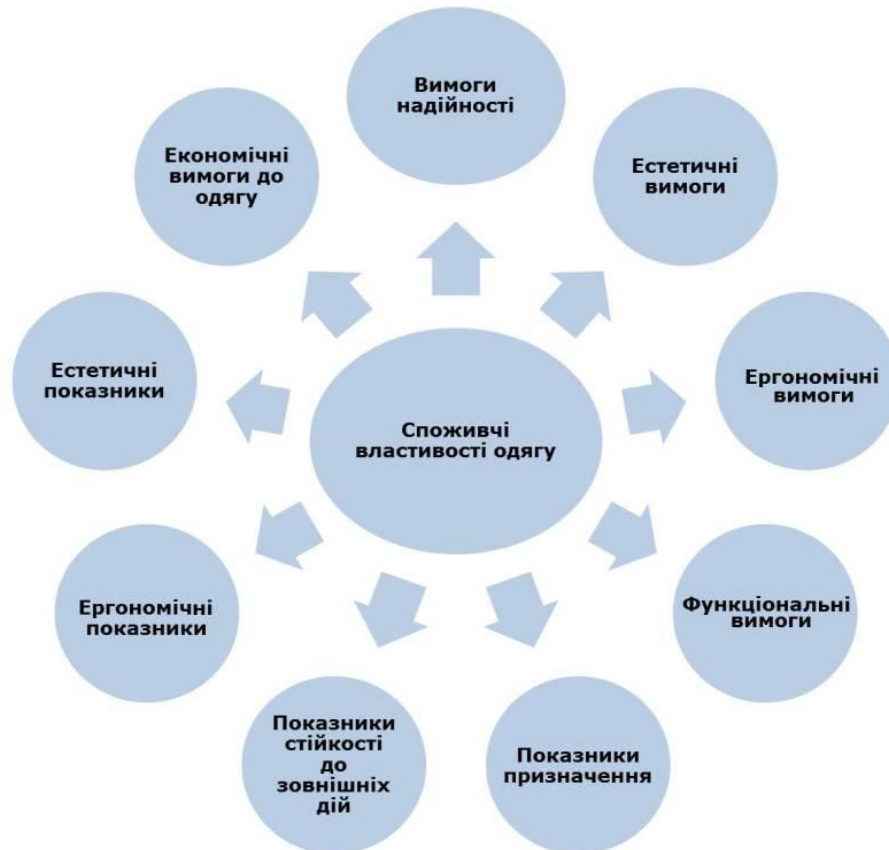 Вимоги
надійності
Естетичні
вимоги
Ергономічні
вимоги
Функціональні
вимоги
Показники
призначення
Показники
стійкості
до
зовнішніх
дій
Ергономічні
показники
Естетичні
показники
Економічні
вимоги до
одягу
Споживчі
властивості одягу